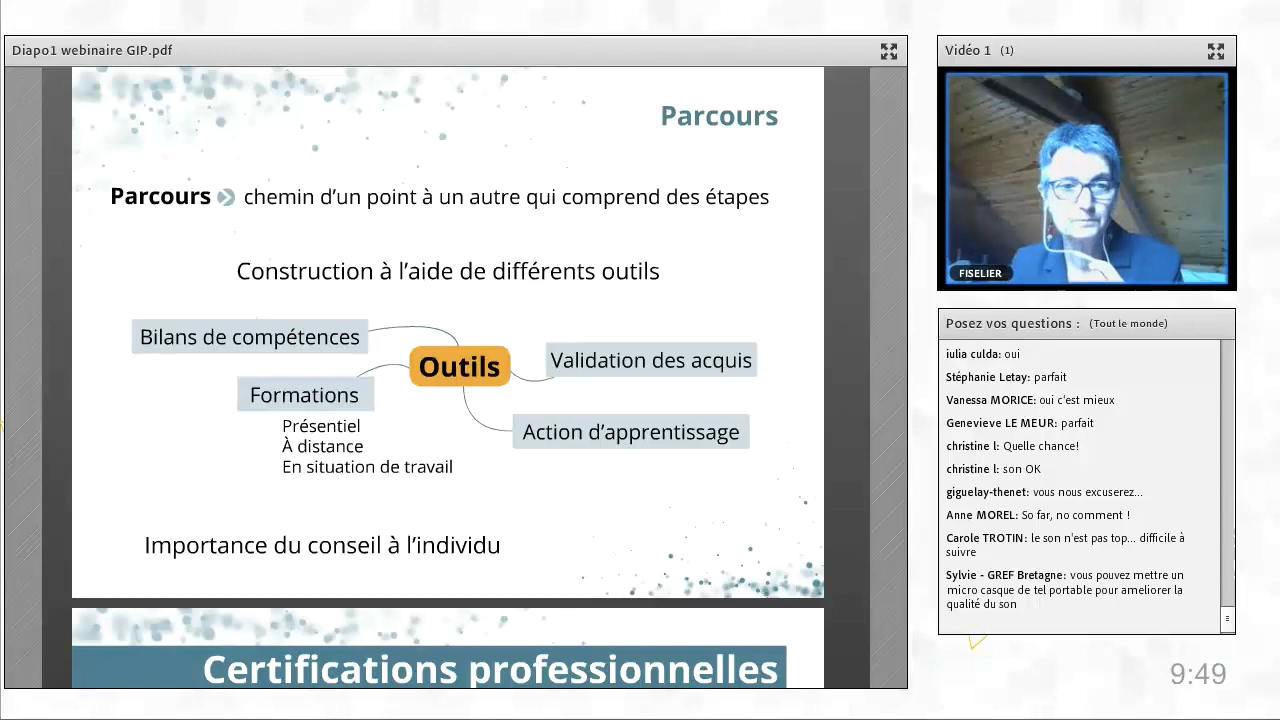 Diapo1 webinaire GIP.pdf
Parcours
Parcours chemin d'un point à un autre qui comprend des étapes
Construction à l'aide de différents outils
Bilans de compétences
Outils
Validation des acquis
Formations
Présentiel
À distance
En situation de travail
Action d'apprentissage
Importance du conseil à l'individu
Certifications professionnelles
Vidéo 1 (1)
FISELIER
Posez vos questions : (Tout le monde)
iulia culda: oui
Stéphanie Letay: parfait
Vanessa MORICE: oui c'est mieux
Genevieve LE MEUR: parfait
christine l: Quelle chance!
christine l: son OK
giguelay-thenet: vous nous excuserez...
Anne MOREL: So far, no comment !
Carole TROTIN: le son n'est pas top... difficile à
suivre
Sylvie - GREF Bretagne: vous pouvez mettre un
micro casque de tel portable pour ameliorer la
qualité du son
9:49